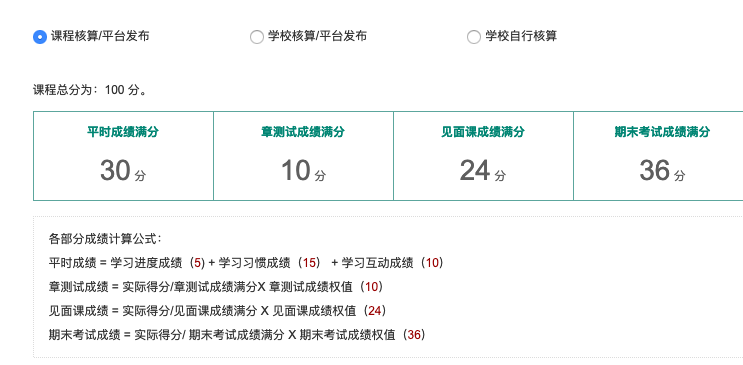 课程核算/平台发布 学校核算/平台发布 学校自行核算
课程总分为：100 分。
平时成绩满分 章测试成绩满分 见面课成绩满分 期末考试成绩满分
30 分 10 分 24 分 36 分
各部分成绩计算公式：
平时成绩 = 学习进度成绩（5) + 学习习惯成绩（15） + 学习互动成绩（10）
章测试成绩 = 实际得分/章测试成绩满分X 章测试成绩权值（10）
见面课成绩 = 实际得分/见面课成绩满分 X 见面课成绩权值（24）
期末考试成绩 = 实际得分/ 期末考试成绩满分 X 期末考试成绩权值（36）